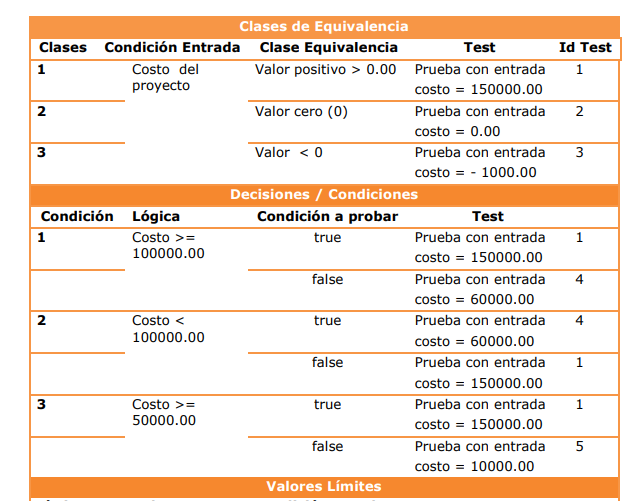 Clases de Equivalencia
Clases Condición Entrada Clase Equivalencia Test Id Test
1 Costo del Valor positivo > 0.00 Prueba con entrada 1
proyecto costo = 150000.00
2 Valor cero (0) Prueba con entrada 2
costo = 0.00
3 Valor < 0 Prueba con entrada 3
costo = - 1000.00
Decisiones / Condiciones
Condición Lógica Condición a probar Test
1 Costo >= true Prueba con entrada 1
100000.00 costo = 150000.00
false Prueba con entrada 4
costo = 60000.00
2 Costo < true Prueba con entrada 4
100000.00 costo = 60000.00
false Prueba con entrada 1
costo = 150000.00
3 Costo >= true Prueba con entrada 1
50000.00 costo = 150000.00
false Prueba con entrada 5
costo = 10000.00
Valores Límites